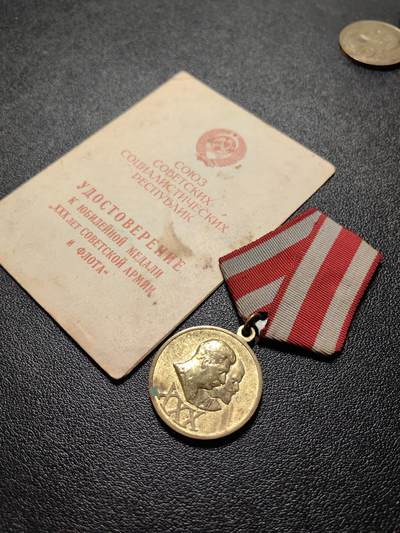 СОЮЗ
СОВЕТСКИХ
СОЦИАЛИСТИЧЕСКИХ
РЕСПУБЛИК
УДОСТОВЕРЕНИЕ
К ЮБИЛЕЙНОЙ МЕДАЛИ
„XXX ЛЕТ СОВЕТСКОЙ АРМИИ
И ФЛОТА“
XXX